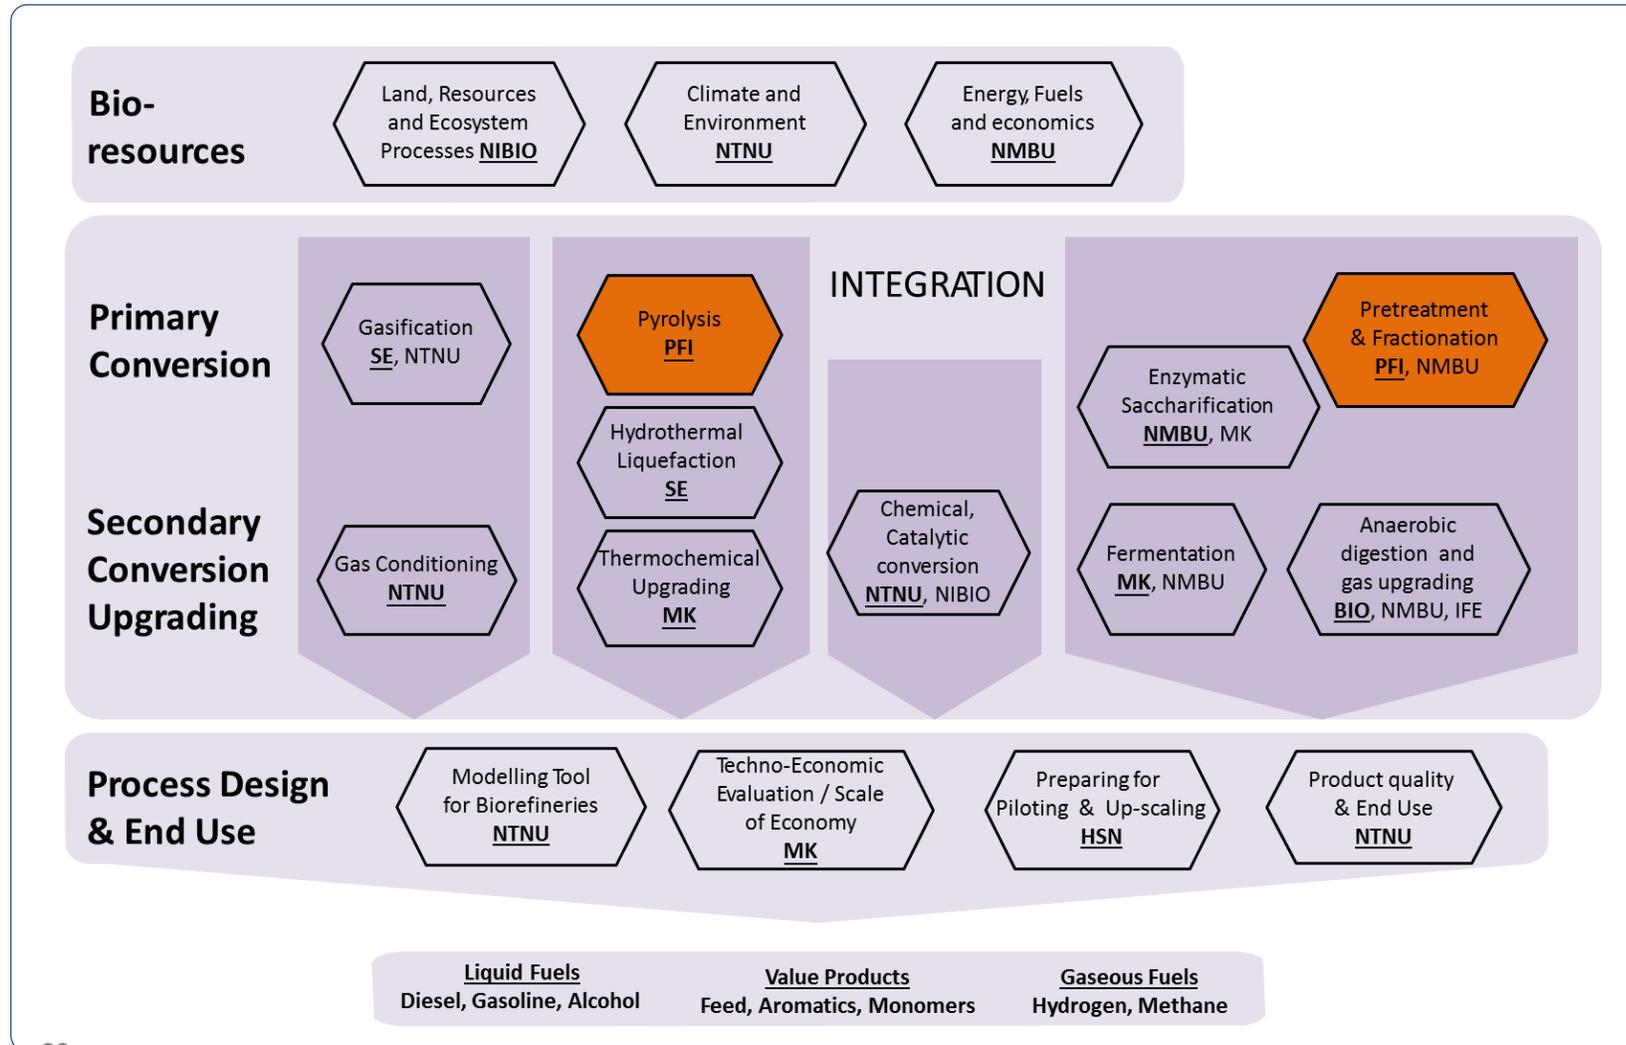 Bio-
resources
Land, Resources
and Ecosystem
Processes NIBIO
Climate and
Environment
NTNU
Energy, Fuels
and economics
NMBU
Primary
Conversion
Secondary
Conversion
Upgrading
Gasification
SE, NTNU
Gas Conditioning
NTNU
Pyrolysis
PFI
Hydrothermal
Liquefaction
SE
Thermochemical
Upgrading
MK
INTEGRATION
Chemical,
Catalytic
conversion
NTNU, NIBIO
Pretreatment
& Fractionation
PFI, NMBU
Enzymatic
Saccharification
NMBU, MK
Fermentation
MK, NMBU
Anaerobic
digestion and
gas upgrading
BIO, NMBU, IFE
Process Design
& End Use
Modelling Tool
for Biorefineries
NTNU
Techno-Economic
Evaluation / Scale
of Economy
MK
Preparing for
Piloting & Up-scaling
HSN
Product quality
& End Use
NTNU
Liquid Fuels
Diesel, Gasoline, Alcohol
Value Products
Feed, Aromatics, Monomers
Gaseous Fuels
Hydrogen, Methane